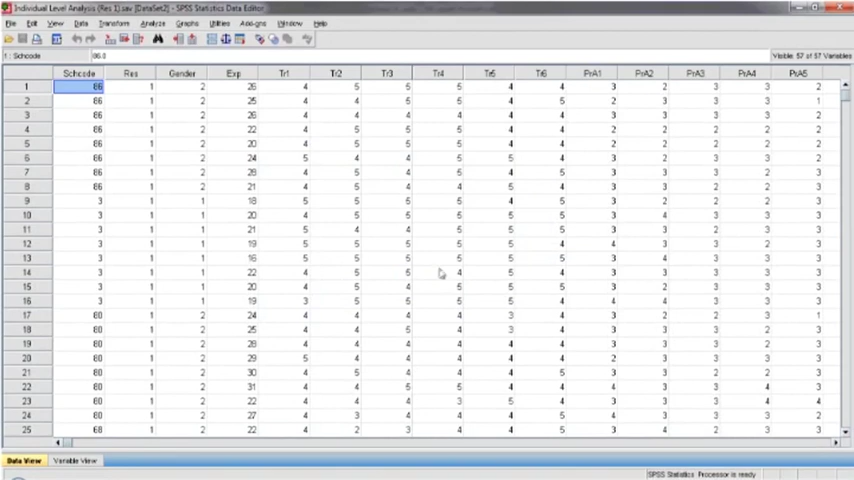 Individual Level Analysis (Res 1).sav [DataSet2] - SPSS Statistics Data Editor
File Edit View Data Transform Analyze Graphs Utilities Add-ons Window Help
1 : Schcode 86.0 Visible: 57 of 57 Variables
Schcode Res Gender Exp Tr1 Tr2 Tr3 Tr4 Tr5 Tr6 PrA1 PrA2 PrA3 PrA4 PrA5
1 86 1 2 26 4 5 5 5 4 4 3 2 3 3 2
2 86 1 2 25 4 4 5 5 4 5 2 3 3 3 1
3 86 1 2 26 4 4 4 5 4 4 3 3 2 2 2
4 86 1 2 22 4 5 4 5 4 4 2 2 2 2 2
5 86 1 2 20 4 5 4 5 4 4 2 2 2 2 2
6 86 1 2 24 5 4 4 5 5 4 3 2 3 3 2
7 86 1 2 28 4 5 4 5 4 5 3 3 2 2 3
8 86 1 2 21 4 5 4 4 5 4 3 3 2 2 3
9 3 1 1 18 5 5 5 5 4 5 3 2 2 2 3
10 3 1 1 20 4 5 5 5 5 5 3 4 3 3 3
11 3 1 1 21 5 4 4 5 5 5 3 3 2 3 3
12 3 1 1 19 5 5 5 5 5 4 4 3 3 2 3
13 3 1 1 16 5 5 5 5 5 5 3 4 3 3 3
14 3 1 1 22 4 5 5 4 5 4 3 3 3 3 3
15 3 1 1 20 4 5 4 5 5 5 3 2 3 3 3
16 3 1 1 19 3 5 5 5 5 4 4 4 3 3 3
17 80 1 2 24 4 4 4 4 3 4 3 2 2 3 1
18 80 1 2 25 4 4 5 4 3 4 3 3 3 2 3
19 80 1 2 28 4 4 4 4 4 4 3 3 3 2 3
20 80 1 2 29 5 4 4 4 4 4 2 3 3 3 3
21 80 1 2 30 4 5 4 4 4 5 3 3 2 2 3
22 80 1 2 31 4 4 5 5 4 4 4 3 3 4 3
23 80 1 2 22 4 4 4 3 5 4 3 3 3 4 4
24 80 1 2 27 4 3 4 4 4 5 4 3 3 3 2
25 68 1 2 22 4 2 3 4 4 4 3 4 2 3 3
Data View Variable View
SPSS Statistics Processor is ready